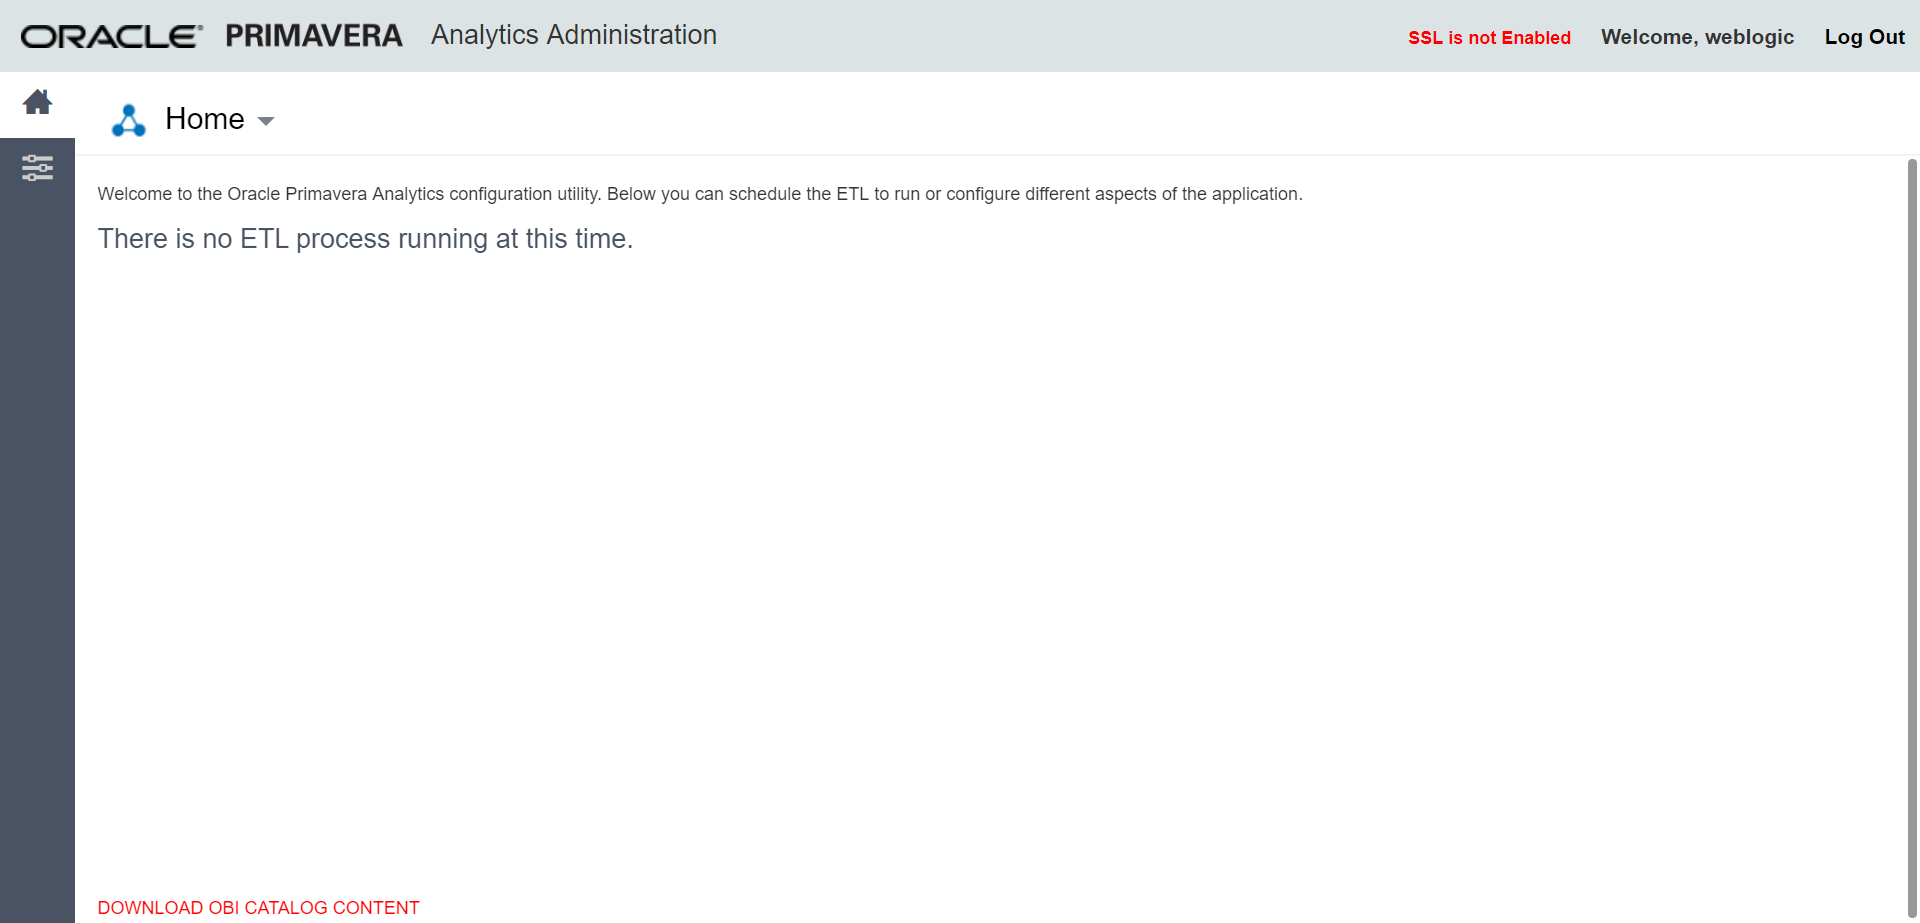 ORACLE® PRIMAVERA Analytics Administration SSL is not Enabled Welcome, weblogic Log Out
Home
Welcome to the Oracle Primavera Analytics configuration utility. Below you can schedule the ETL to run or configure different aspects of the application.
There is no ETL process running at this time.
DOWNLOAD OBI CATALOG CONTENT